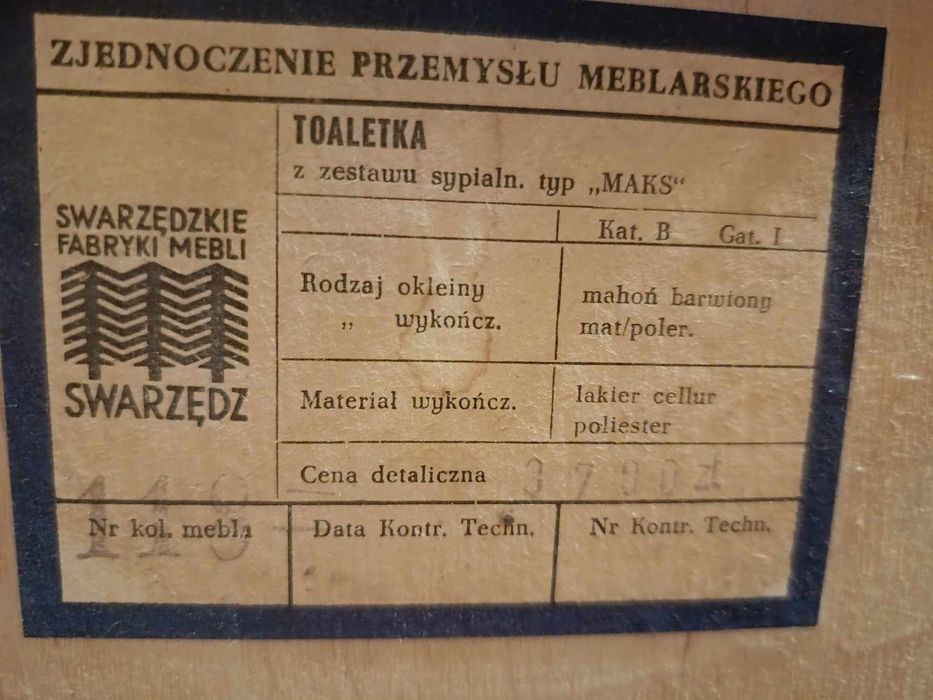 ZJEDNOCZENIE PRZEMYSŁU MEBLARSKIEGO
SWARZĘDZKIE
FABRYKI MEBLI
SWARZĘDZ
TOALETKA
z zestawu sypialn. typ „MAKS“
Kat. B Gat. I
Rodzaj okleiny mahoń barwiony
„ wykończ. mat/poler.
Materiał wykończ. lakier cellur
poliester
Cena detaliczna
Nr kol. mebla Data Kontr. Techn. Nr Kontr. Techn.